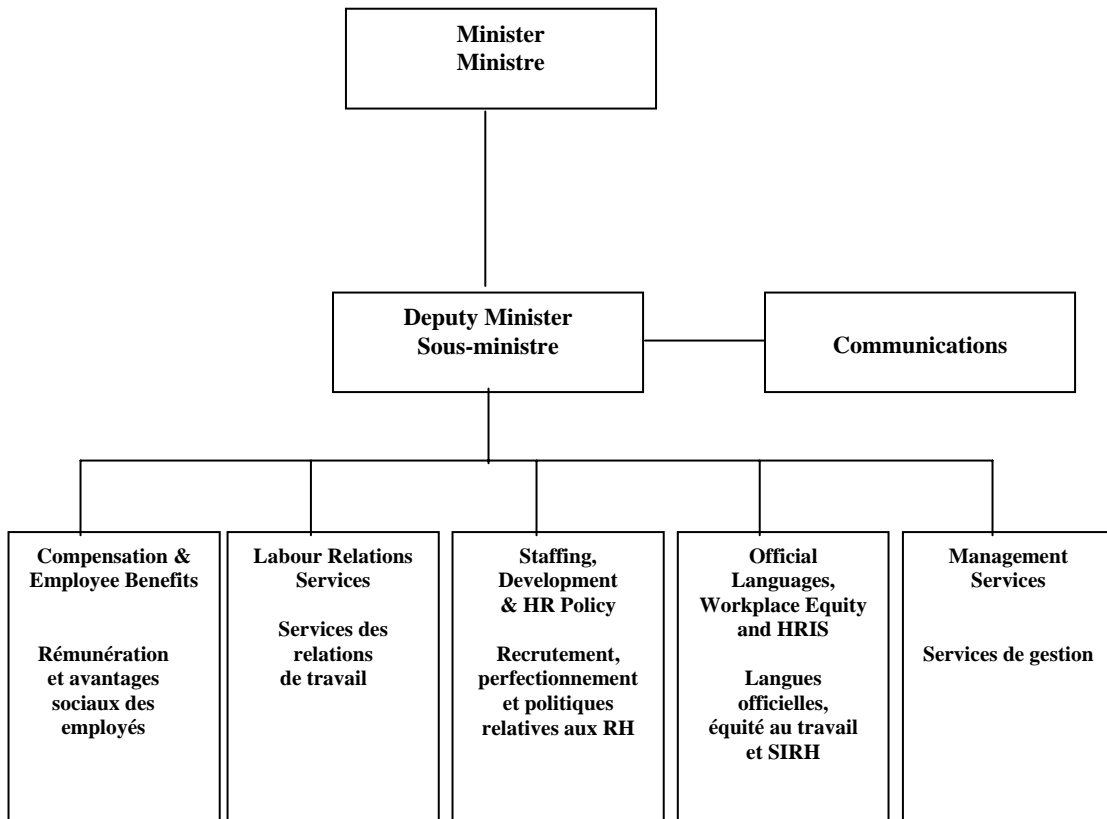 Minister
Ministre
Deputy Minister
Sous-ministre
Communications
Compensation &
Employee Benefits
Rémunération
et avantages
sociaux des
employés
Labour Relations
Services
Services des
relations
de travail
Staffing,
Development
& HR Policy
Recrutement,
perfectionnement
et politiques
relatives aux RH
Official
Languages,
Workplace Equity
and HRIS
Langues
officielles,
équité au travail
et SIRH
Management
Services
Services de gestion